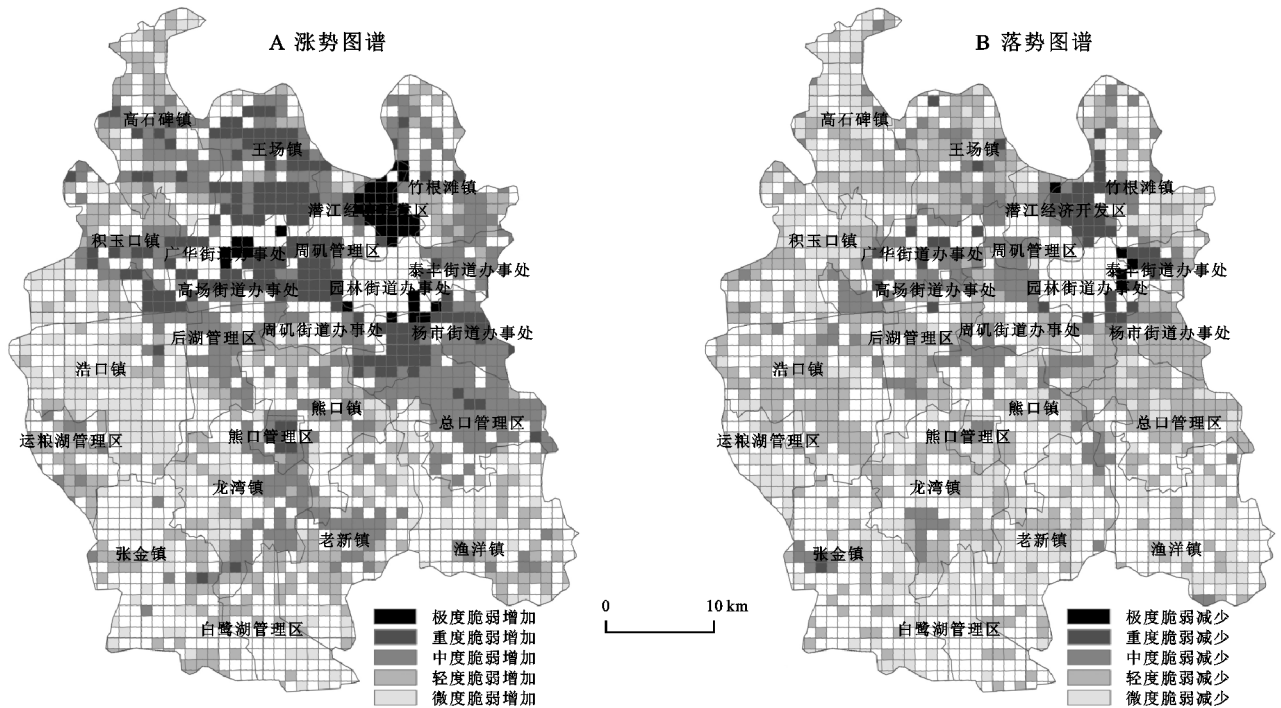 A 涨势图谱
高石碑镇
王场镇
竹根滩镇
潜江经济开发区
积玉口镇
广华街道办事处
周矶管理区
泰丰街道办事处
高场街道办事处
园林街道办事处
后湖管理区
周矶街道办事处
杨市街道办事处
浩口镇
熊口镇
总口管理区
运粮湖管理区
熊口管理区
龙湾镇
老新镇
渔洋镇
张金镇
白鹭湖管理区
极度脆弱增加
重度脆弱增加
中度脆弱增加
轻度脆弱增加
微度脆弱增加
0 10 km
B 落势图谱
高石碑镇
王场镇
竹根滩镇
潜江经济开发区
积玉口镇
广华街道办事处
周矶管理区
泰丰街道办事处
高场街道办事处
园林街道办事处
后湖管理区
周矶街道办事处
杨市街道办事处
浩口镇
熊口镇
总口管理区
运粮湖管理区
熊口管理区
龙湾镇
老新镇
渔洋镇
张金镇
白鹭湖管理区
极度脆弱减少
重度脆弱减少
中度脆弱减少
轻度脆弱减少
微度脆弱减少